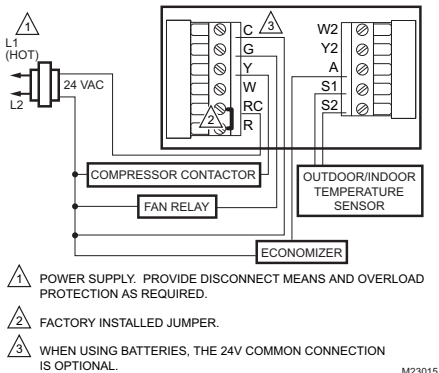 1
L1
(HOT)
L2
24 VAC
3
C
G
Y
W
RC
R
2
W2
Y2
A
S1
S2
COMPRESSOR CONTACTOR
FAN RELAY
ECONOMIZER
OUTDOOR/INDOOR
TEMPERATURE
SENSOR
1 POWER SUPPLY. PROVIDE DISCONNECT MEANS AND OVERLOAD
PROTECTION AS REQUIRED.
2 FACTORY INSTALLED JUMPER.
3 WHEN USING BATTERIES, THE 24V COMMON CONNECTION
IS OPTIONAL.
M23015